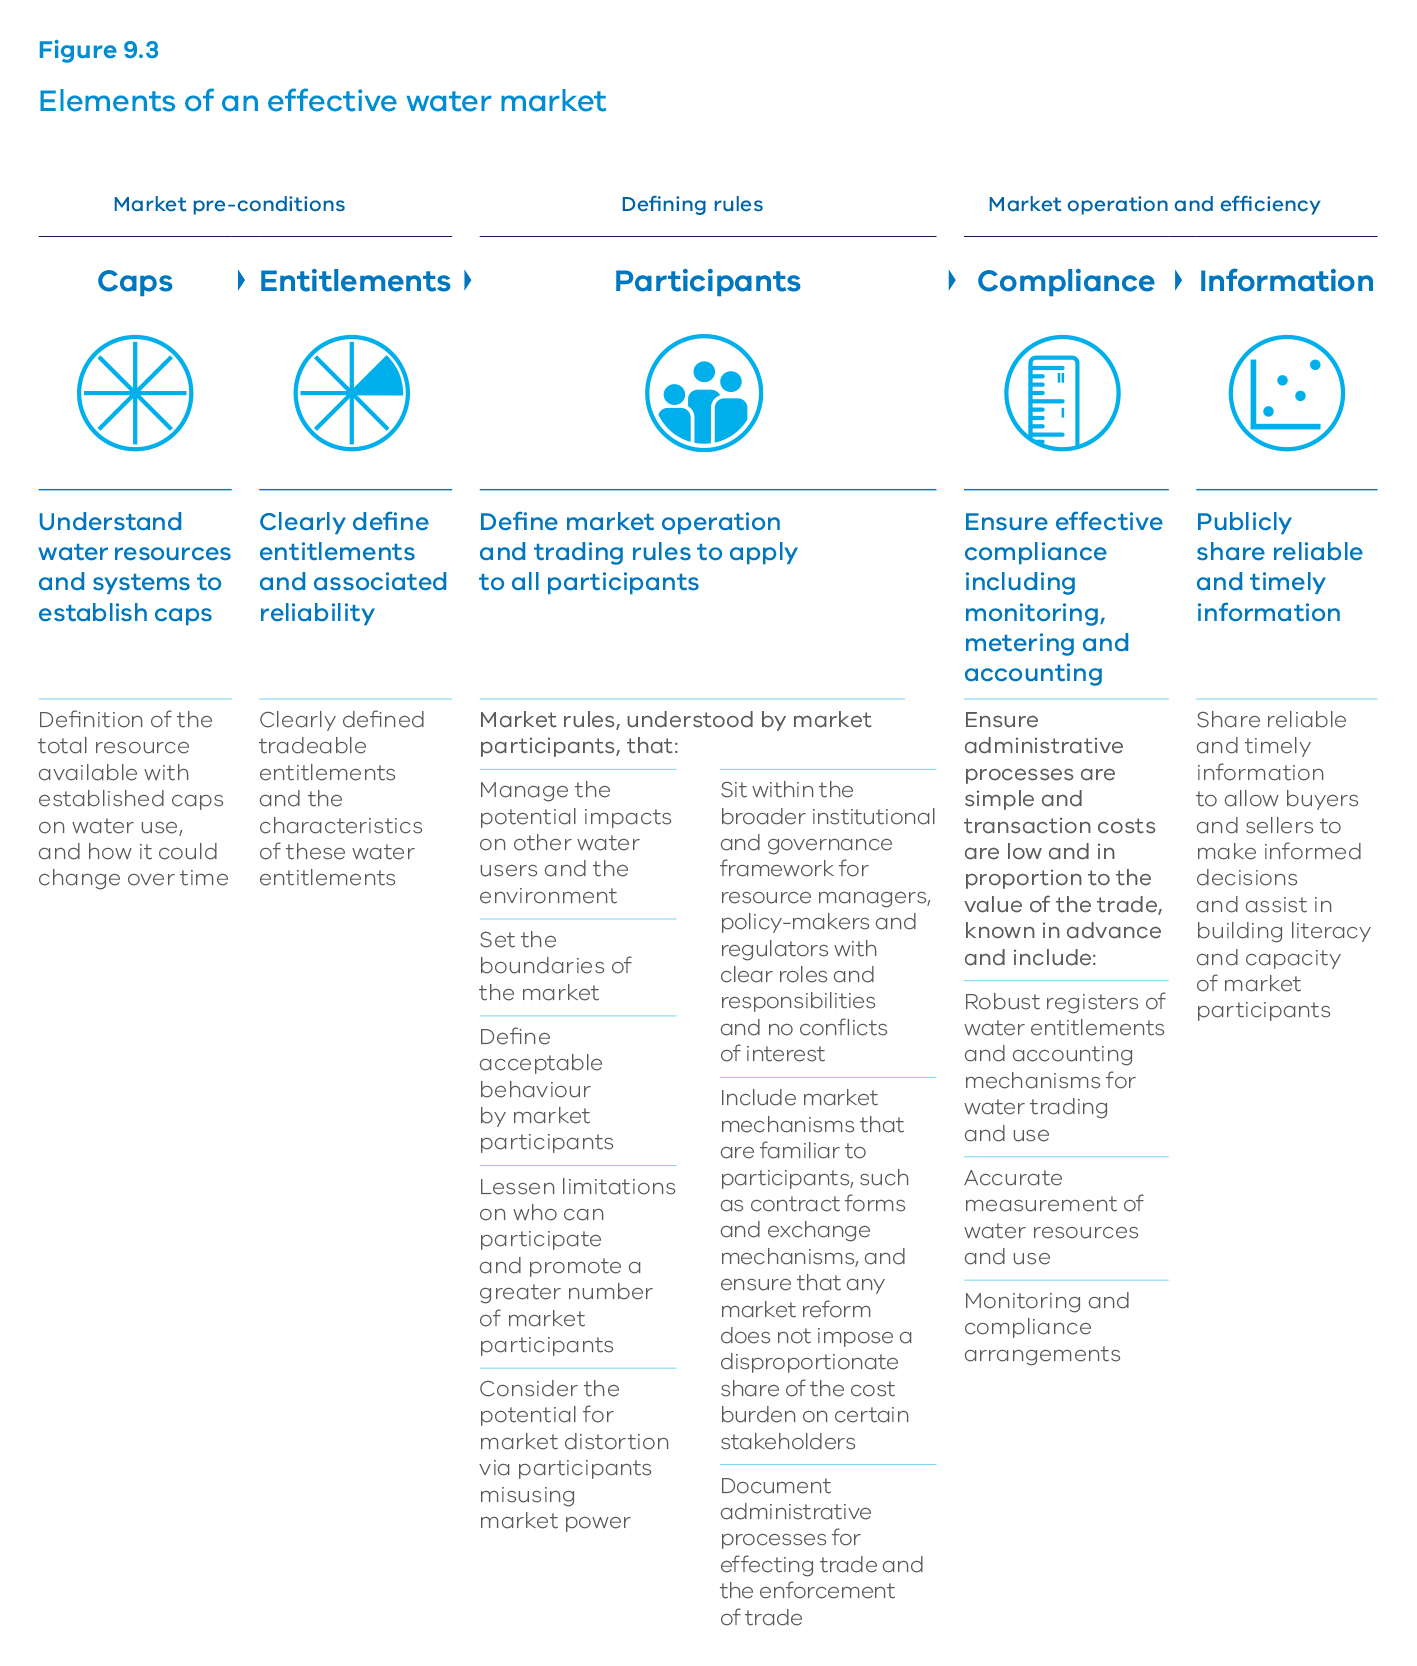 Figure 9.3
Elements of an effective water market
Market pre-conditions
Defining rules
Market operation and efficiency
Caps
Entitlements
Participants
Compliance
Information
Understand
water resources
and systems to
establish caps
Clearly define
entitlements
and associated
reliability
Define market operation
and trading rules to apply
to all participants
Ensure effective
compliance
including
monitoring,
metering and
accounting
Publicly
share reliable
and timely
information
Definition of the
total resource
available with
established caps
on water use,
and how it could
change over time
Clearly defined
tradeable
entitlements
and the
characteristics
of these water
entitlements
Market rules, understood by market
participants, that:
Manage the
potential impacts
on other water
users and the
environment
Set the
boundaries of
the market
Define
acceptable
behaviour
by market
participants
Lessen limitations
on who can
participate
and promote a
greater number
of market
participants
Consider the
potential for
market distortion
via participants
misusing
market power
Sit within the
broader institutional
and governance
framework for
resource managers,
policy-makers and
regulators with
clear roles and
responsibilities
and no conflicts
of interest
Include market
mechanisms that
are familiar to
participants, such
as contract forms
and exchange
mechanisms, and
ensure that any
market reform
does not impose a
disproportionate
share of the cost
burden on certain
stakeholders
Document
administrative
processes for
effecting trade and
the enforcement
of trade
Ensure
administrative
processes are
simple and
transaction costs
are low and in
proportion to the
value of the trade,
known in advance
and include:
Robust registers of
water entitlements
and accounting
mechanisms for
water trading
and use
Accurate
measurement of
water resources
and use
Monitoring and
compliance
arrangements
Share reliable
and timely
information
to allow buyers
and sellers to
make informed
decisions
and assist in
building literacy
and capacity
of market
participants